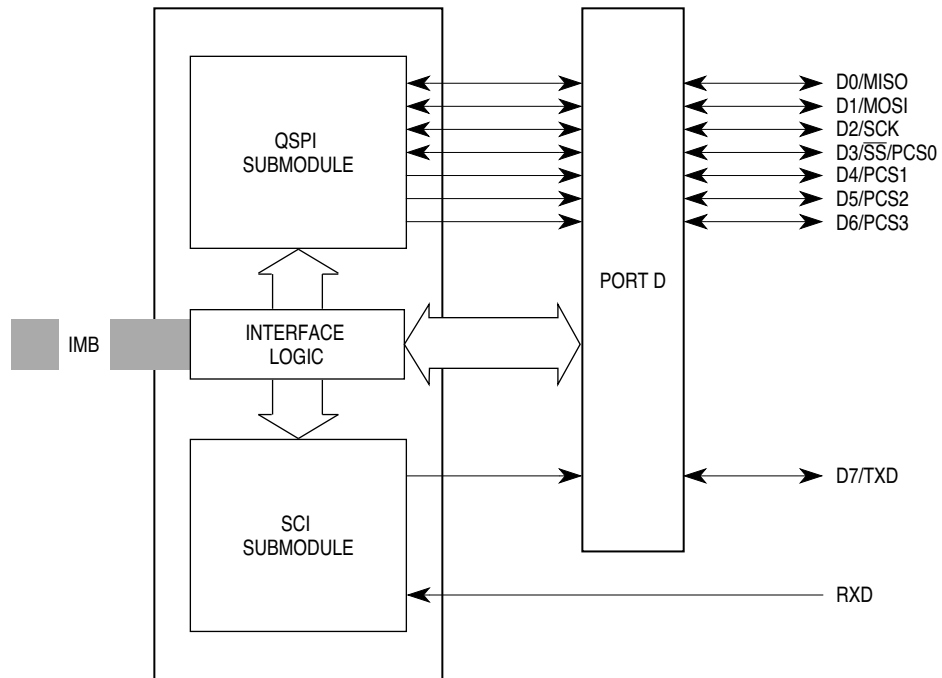 QSPI
SUBMODULE
D0/MISO
D1/MOSI
D2/SCK
D3/S̅S̅/PCS0
D4/PCS1
D5/PCS2
D6/PCS3
PORT D
IMB
INTERFACE
LOGIC
SCI
SUBMODULE
D7/TXD
RXD